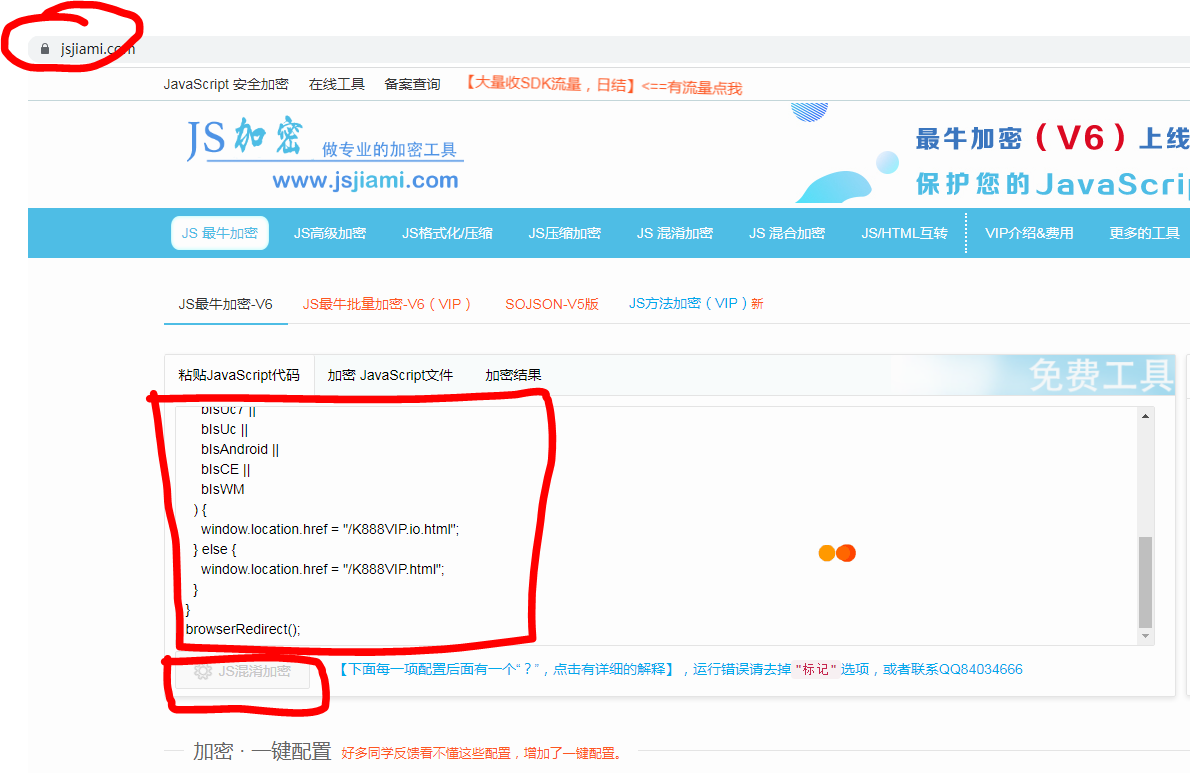 jsjiami.com
JavaScript 安全加密 在线工具 备案查询 【大量收SDK流量，日结】<==有流量点我
JS加密 做专业的加密工具
www.jsjiami.com
最牛加密（V6）上线
保护您的JavaScrip
JS 最牛加密 JS高级加密 JS格式化/压缩 JS压缩加密 JS 混淆加密 JS 混合加密 JS/HTML互转 VIP介绍&费用 更多的工具
JS最牛加密-V6 JS最牛批量加密-V6（VIP） SOJSON-V5版 JS方法加密（VIP）新
粘贴JavaScript代码 加密 JavaScript文件 加密结果 免费工具
bIsUc7 ||
bIsUc ||
bIsAndroid ||
bIsCE ||
bIsWM
) {
window.location.href = "/K888VIP.io.html";
} else {
window.location.href = "/K888VIP.html";
}
}
browserRedirect();
JS混淆加密 【下面每一项配置后面有一个“？”，点击有详细的解释】，运行错误请去掉 "标记" 选项，或者联系QQ84034666
加密 · 一键配置 好多同学反馈看不懂这些配置，增加了一键配置。